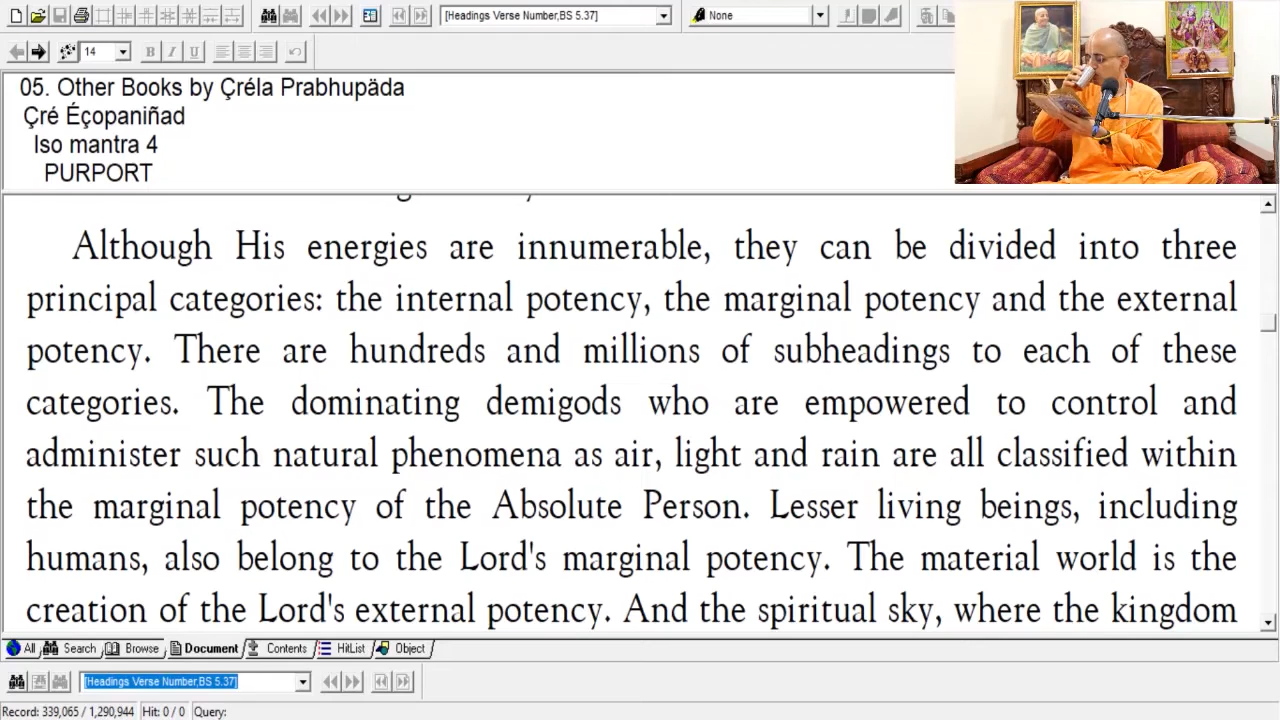 [Headings Verse Number,BS 5.37]
None
14
B I U
05. Other Books by Çréla Prabhupäda
Çré Éçopaniñad
Iso mantra 4
PURPORT
Although His energies are innumerable, they can be divided into three
principal categories: the internal potency, the marginal potency and the external
potency. There are hundreds and millions of subheadings to each of these
categories. The dominating demigods who are empowered to control and
administer such natural phenomena as air, light and rain are all classified within
the marginal potency of the Absolute Person. Lesser living beings, including
humans, also belong to the Lord's marginal potency. The material world is the
creation of the Lord's external potency. And the spiritual sky, where the kingdom
All Search Browse Document Contents HitList Object
[Headings Verse Number,BS 5.37]
Record: 339,065 / 1,290,944 Hit: 0 / 0 Query: